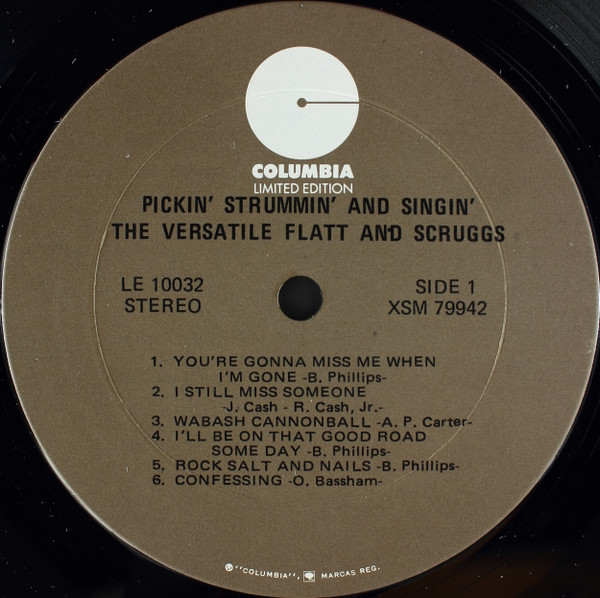 COLUMBIA
LIMITED EDITION
PICKIN' STRUMMIN' AND SINGIN'
THE VERSATILE FLATT AND SCRUGGS
LE 10032
STEREO
SIDE 1
XSM 79942
1. YOU'RE GONNA MISS ME WHEN
I'M GONE -B. Phillips-
2. I STILL MISS SOMEONE
-J. Cash - R. Cash, Jr.-
3. WABASH CANNONBALL -A. P. Carter-
4. I'LL BE ON THAT GOOD ROAD
SOME DAY -B. Phillips-
5. ROCK SALT AND NAILS -B. Phillips-
6. CONFESSING -O. Bassham-
"COLUMBIA", MARCAS REG.